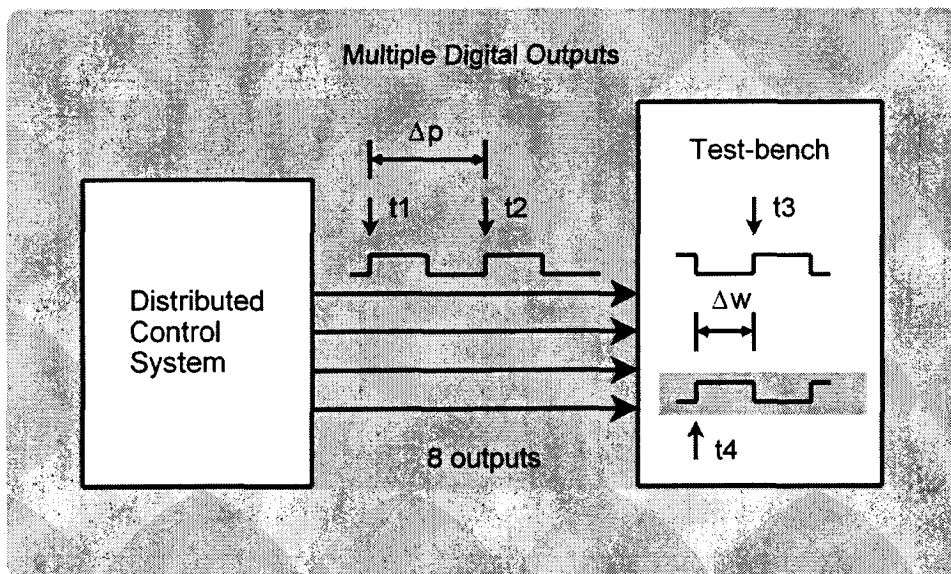 Multiple Digital Outputs
Δp
Test-bench
t1
t2
t3
Distributed
Control
System
Δw
t4
8 outputs